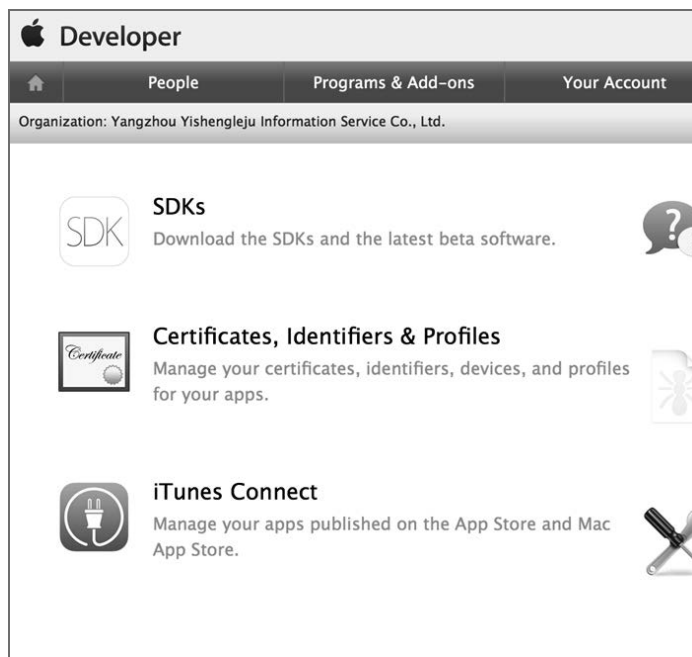 Developer
People Programs & Add-ons Your Account
Organization: Yangzhou Yishengleju Information Service Co., Ltd.
SDK
SDKs
Download the SDKs and the latest beta software.
?
Certificate
Certificates, Identifiers & Profiles
Manage your certificates, identifiers, devices, and profiles
for your apps.
iTunes Connect
Manage your apps published on the App Store and Mac
App Store.